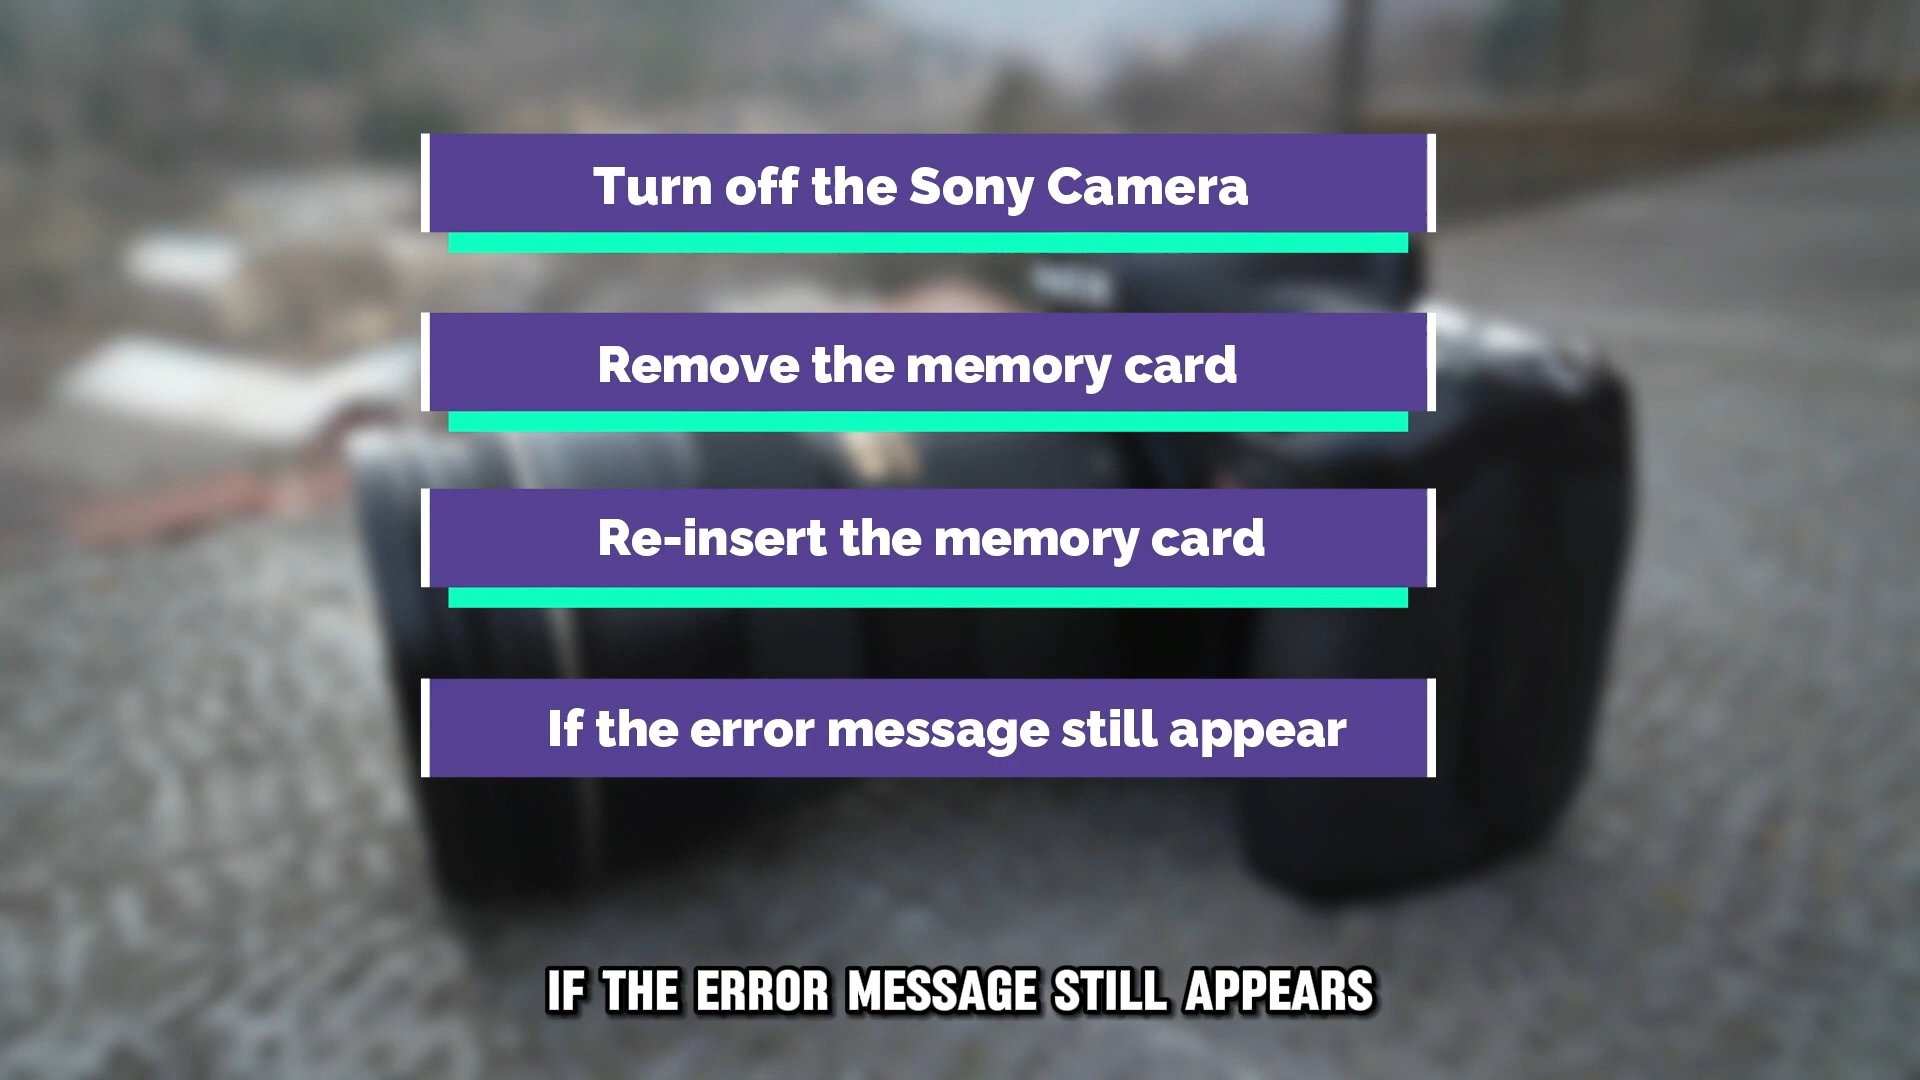 Turn off the Sony Camera
Remove the memory card
Re-insert the memory card
If the error message still appear
IF THE ERROR MESSAGE STILL APPEARS